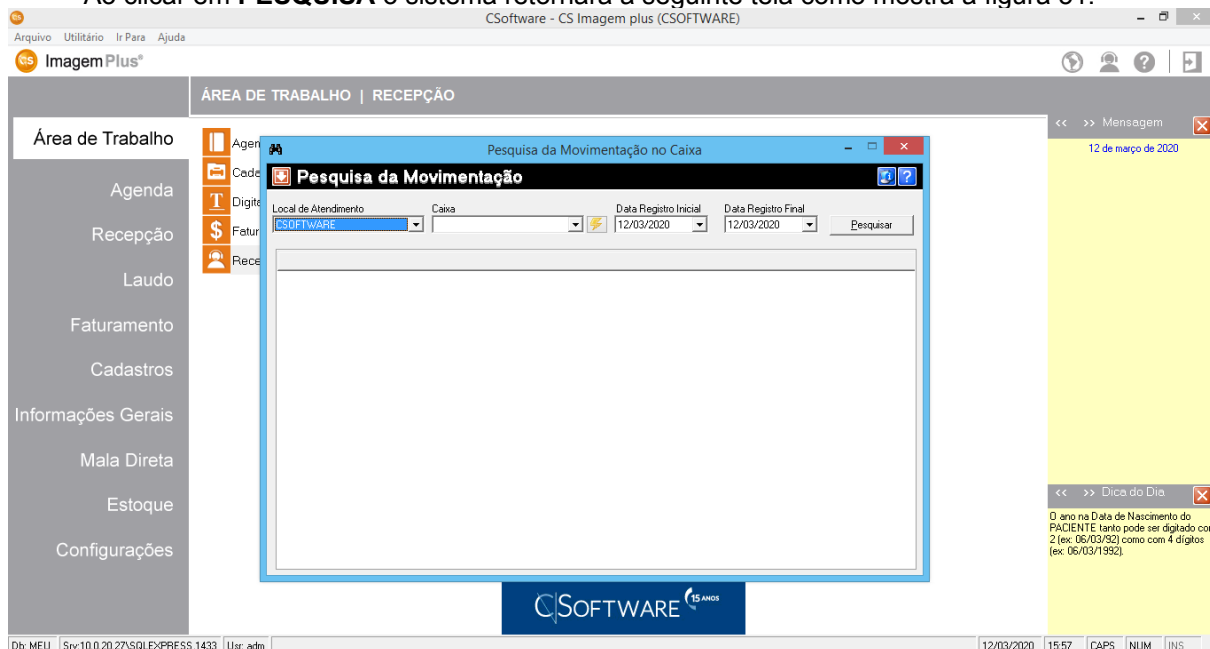 Ao clicar em PESQUISA o sistema retornará a seguinte tela como mostra a figura 61.
CSoftware - CS Imagem plus (CSOFTWARE)
Arquivo Utilitário Ir Para Ajuda
cs Imagem Plus®
ÁREA DE TRABALHO | RECEPÇÃO
<< >> Mensagem
12 de março de 2020
Área de Trabalho
Agenda
Recepção
Laudo
Faturamento
Cadastros
Informações Gerais
Mala Direta
Estoque
Configurações
Agen
Cada
Digita
Fatur
Rece
Pesquisa da Movimentação no Caixa
Pesquisa da Movimentação
Local de Atendimento Caixa Data Registro Inicial Data Registro Final
CSOFTWARE 12/03/2020 12/03/2020 Pesquisar
<< >> Dica do Dia
O ano na Data de Nascimento do
PACIENTE tanto pode ser digitado co
2 (ex: 06/03/92) como com 4 dígitos
(ex: 06/03/1992).
CSOFTWARE 15 ANOS
Db: MEU Srv:10.0.20.27\SQLEXPRESS,1433 Usr: adm 12/03/2020 15:57 CAPS NUM INS